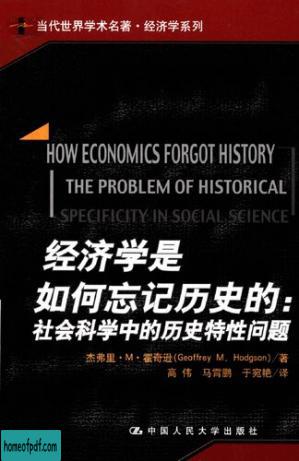 当代世界学术名著·经济学系列
HOW ECONOMICS FORGOT HISTORY
THE PROBLEM OF HISTORICAL
SPECIFICITY IN SOCIAL SCIENCE
经济学是
如何忘记历史的：
社会科学中的历史特性问题
杰弗里·M·霍奇逊(Geoffrey M. Hodgson)/著
高 伟 马霄鹏 于宛艳/译
中国人民大学出版社
homeofpdf.com